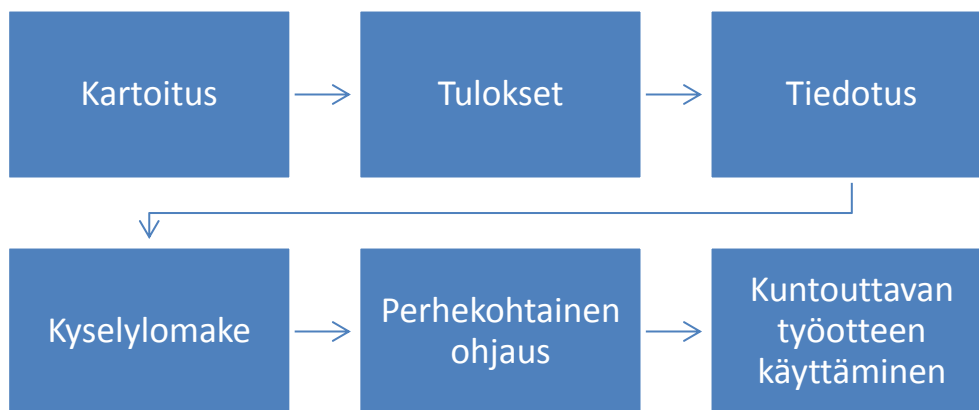 Kartoitus
Tulokset
Tiedotus
Kyselylomake
Perhekohtainen
ohjaus
Kuntouttavan
työotteen
käyttäminen